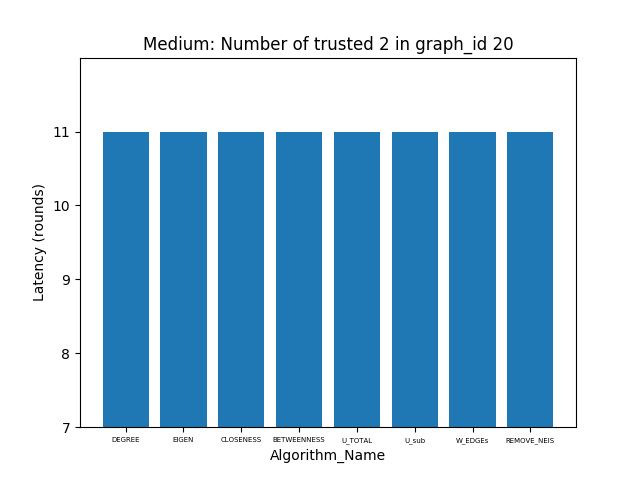 Medium: Number of trusted 2 in graph_id 20
Latency (rounds)
11
10
9
8
7
DEGREE EIGEN CLOSENESS BETWEENNESS U_TOTAL U_sub W_EDGEs REMOVE_NEIS
Algorithm_Name